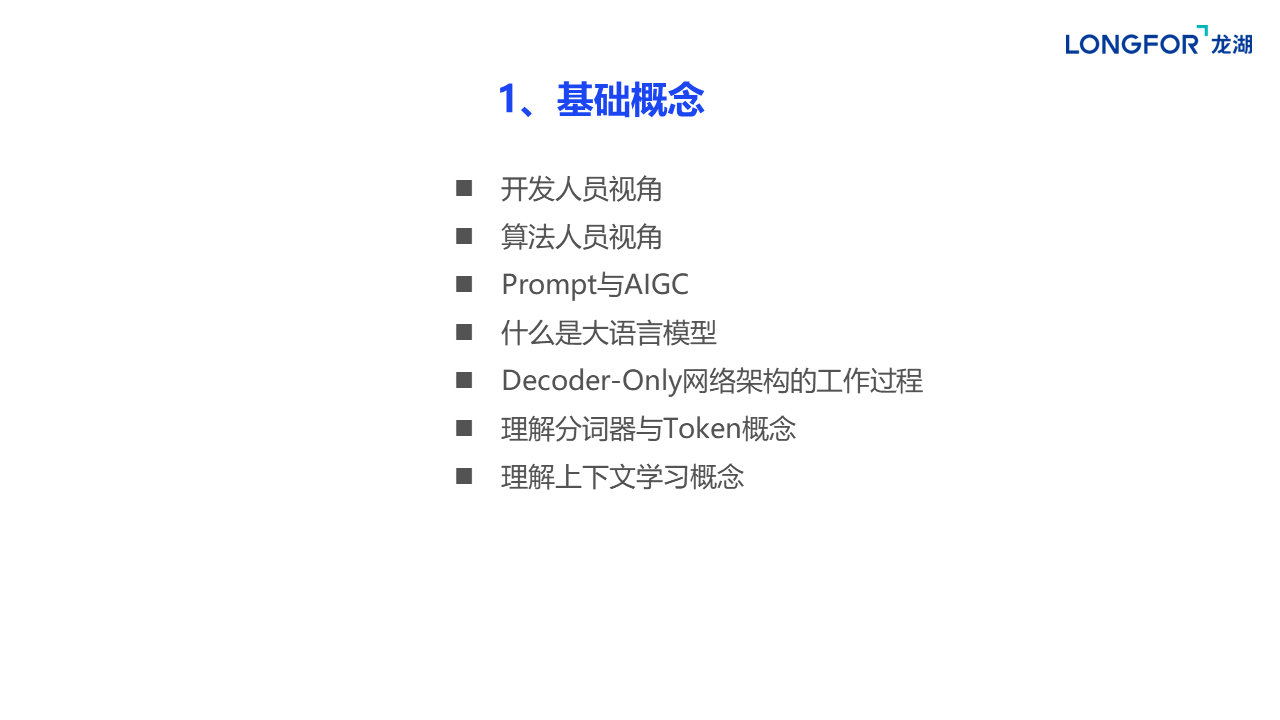 LONGFOR 龙湖
1、基础概念
■ 开发人员视角
■ 算法人员视角
■ Prompt与AIGC
■ 什么是大语言模型
■ Decoder-Only网络架构的工作过程
■ 理解分词器与Token概念
■ 理解上下文学习概念